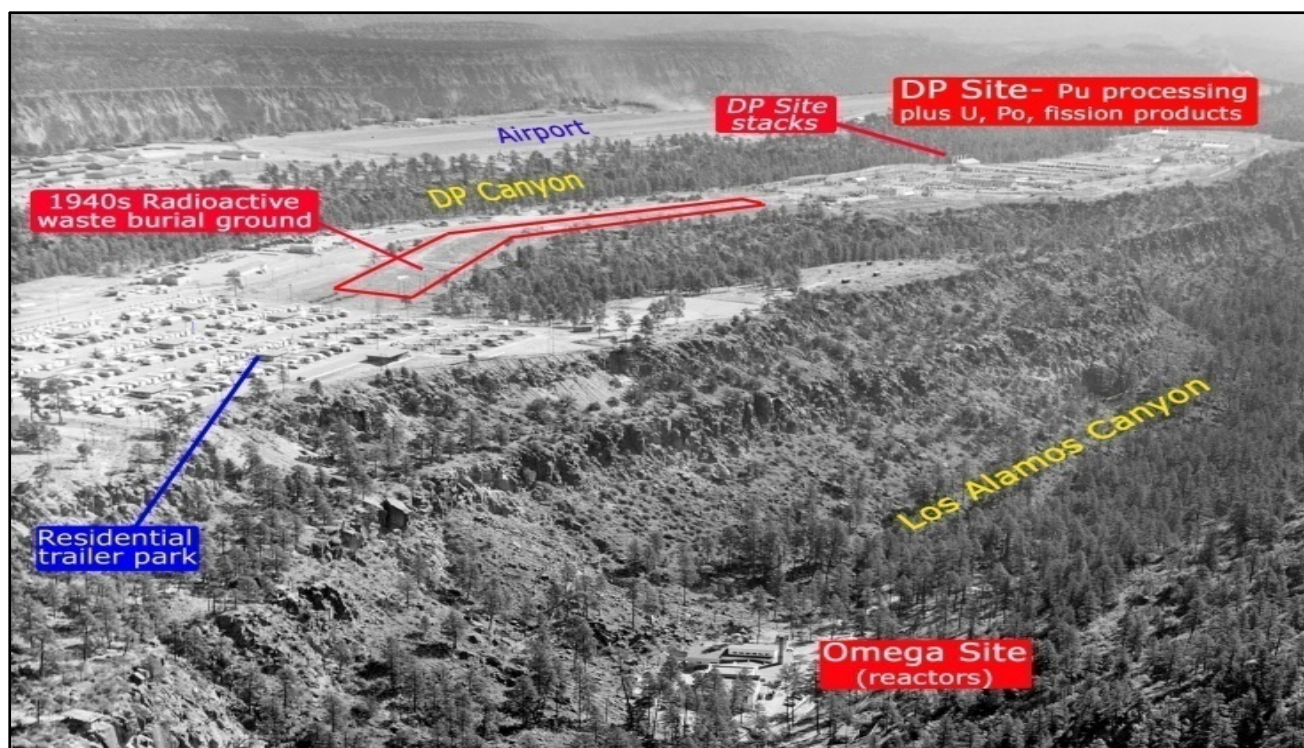 DP Site- Pu processing
plus U, Po, fission products
DP Site
stacks
Airport
DP Canyon
1940s Radioactive
waste burial ground
Los Alamos Canyon
Residential
trailer park
Omega Site
(reactors)